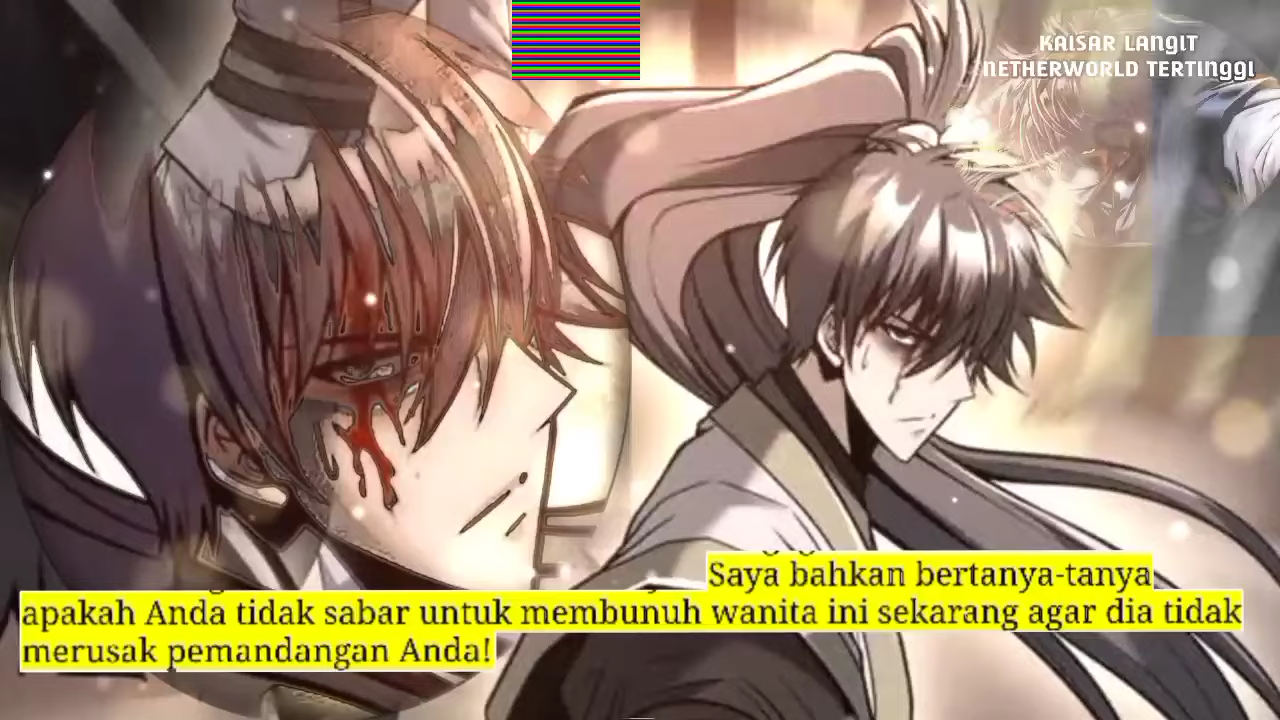 KAISAR LANGIT
NETHERWORLD TERTINGGI
Saya bahkan bertanya-tanya
apakah Anda tidak sabar untuk membunuh wanita ini sekarang agar dia tidak
merusak pemandangan Anda!